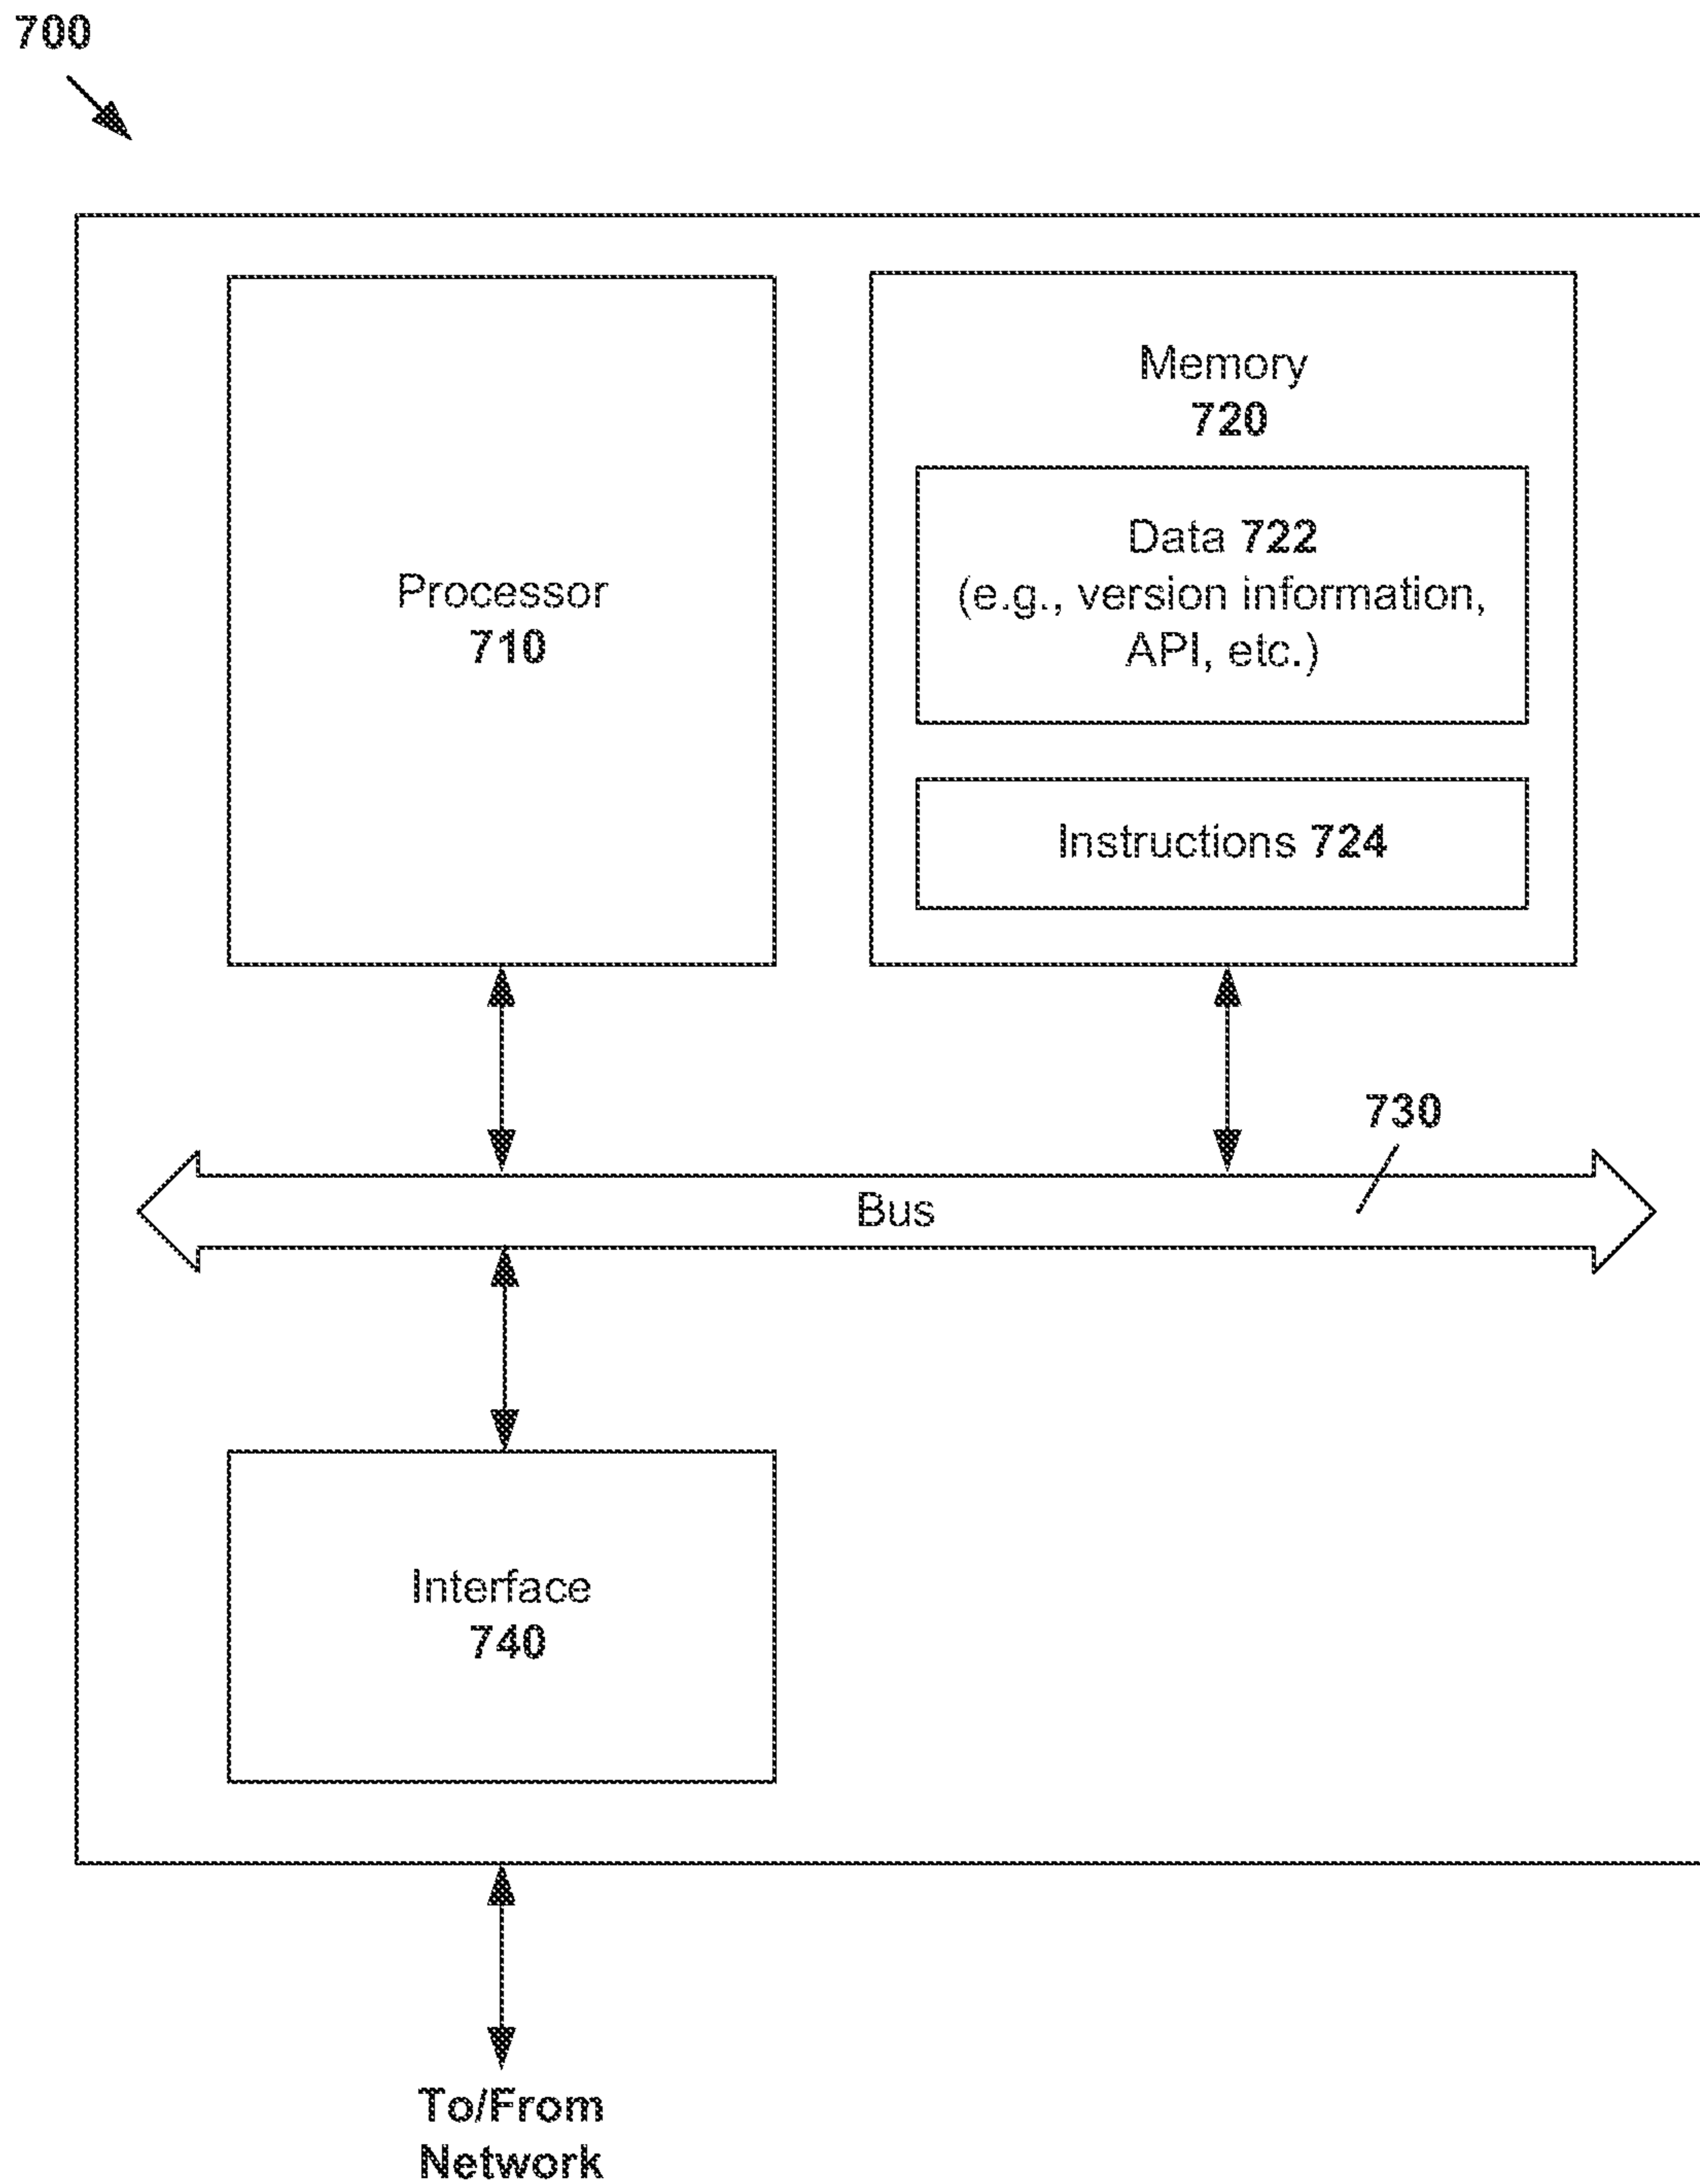 700
Processor
710
Memory
720
Data 722
(e.g., version information,
API, etc.)
Instructions 724
730
Bus
Interface
740
To/From
Network